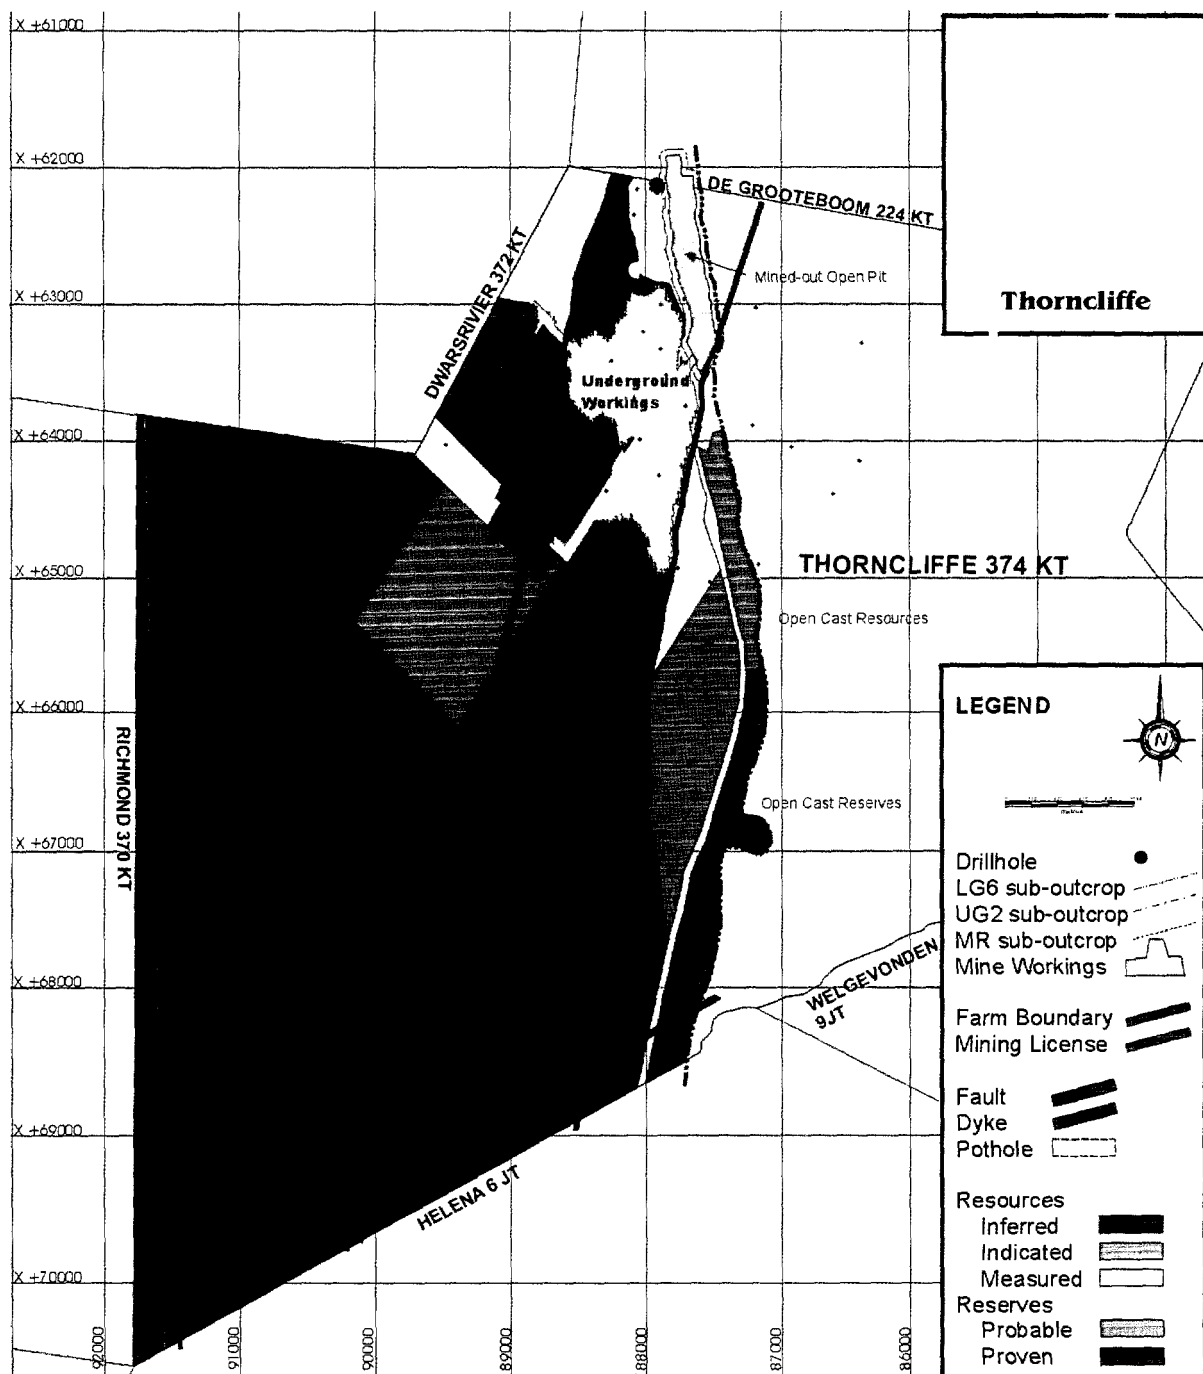 X +61000
X +62000
X +63000
X +64000
X +65000
X +66000
X +67000
X +68000
X +69000
X +70000
92000
91000
90000
89000
88000
87000
86000
DE GROOTEBOOM 224 KT
DWARSRIVIER 372 KT
Mined-out Open Pit
Underground
Workings
THORNCLIFFE 374 KT
Open Cast Resources
Open Cast Reserves
RICHMOND 370 KT
WELGEVONDEN
9JT
HELENA 6 JT
Thorncliffe
LEGEND
N
Drillhole
LG6 sub-outcrop
UG2 sub-outcrop
MR sub-outcrop
Mine Workings
Farm Boundary
Mining License
Fault
Dyke
Pothole
Resources
Inferred
Indicated
Measured
Reserves
Probable
Proven